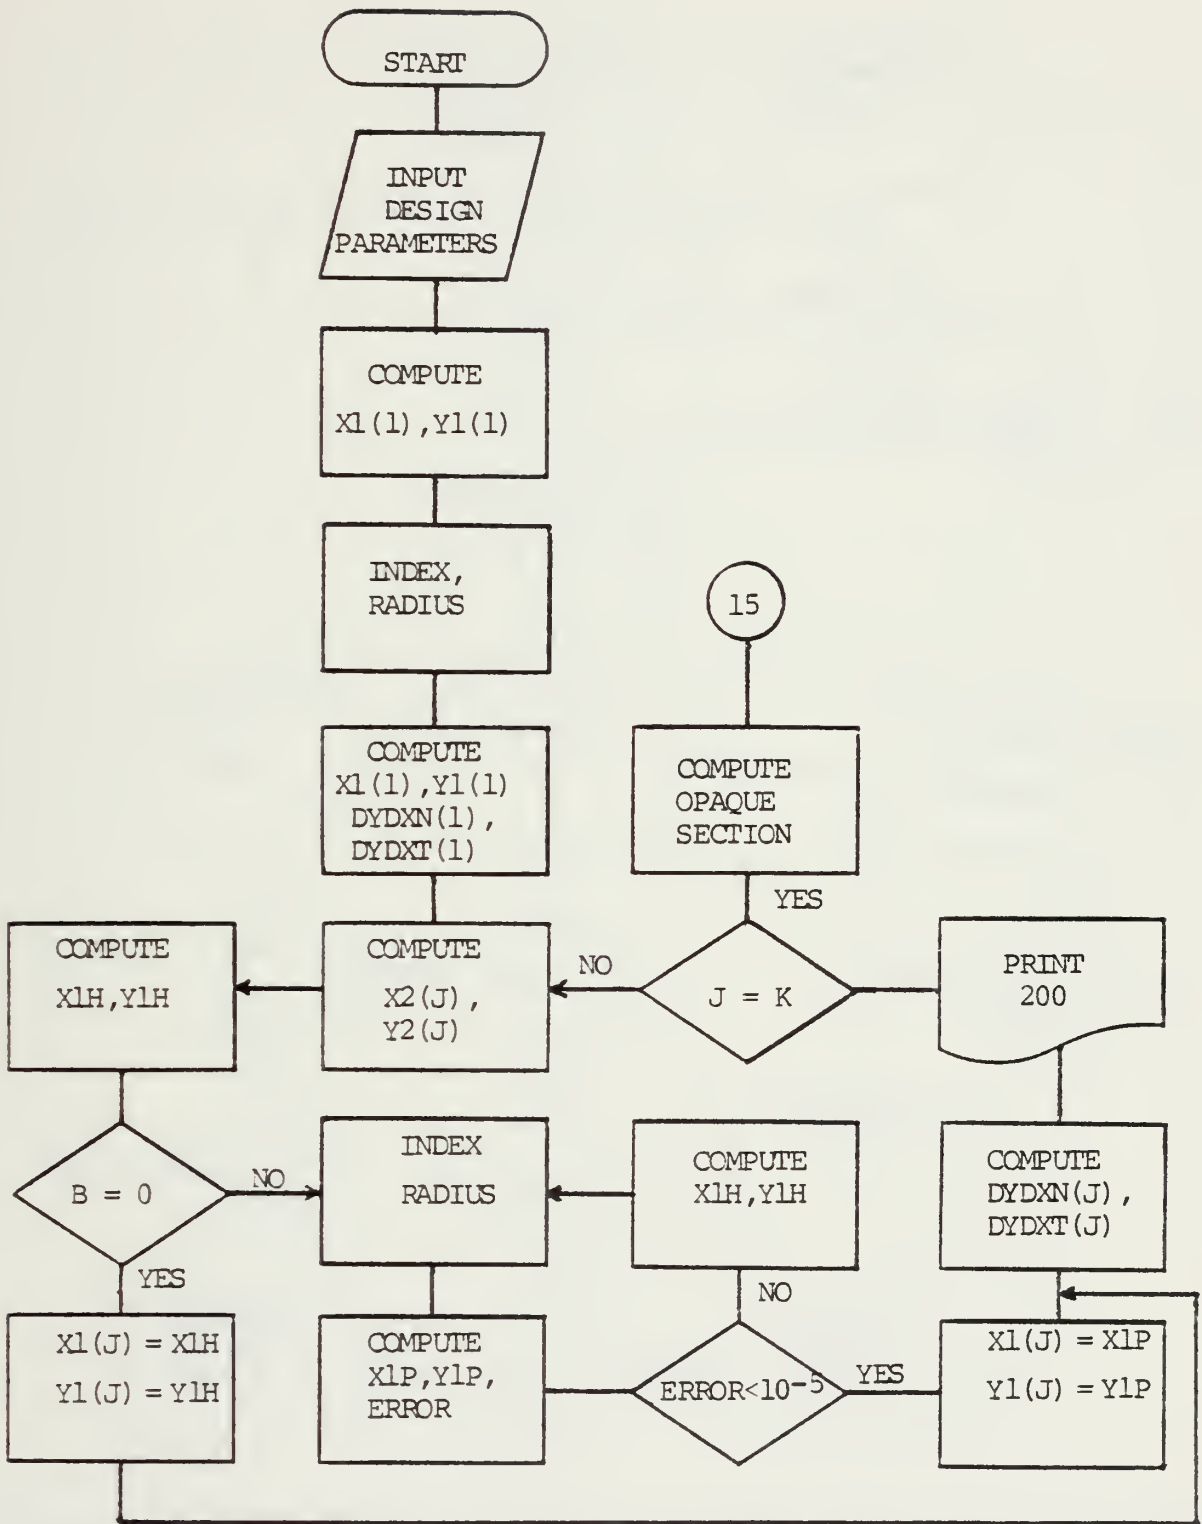 START
INPUT
DESIGN
PARAMETERS
COMPUTE
X1(1),Y1(1)
INDEX,
RADIUS
15
COMPUTE
X1(1),Y1(1)
DYDXN(1),
DYDXT(1)
COMPUTE
OPAQUE
SECTION
YES
COMPUTE
X1H,Y1H
COMPUTE
X2(J),
Y2(J)
NO
J = K
PRINT
200
B = 0
NO
YES
INDEX
RADIUS
COMPUTE
X1H,Y1H
NO
COMPUTE
DYDXN(J),
DYDXT(J)
X1(J) = X1H
Y1(J) = Y1H
COMPUTE
X1P,Y1P,
ERROR
ERROR<10-5
YES
X1(J) = X1P
Y1(J) = Y1P